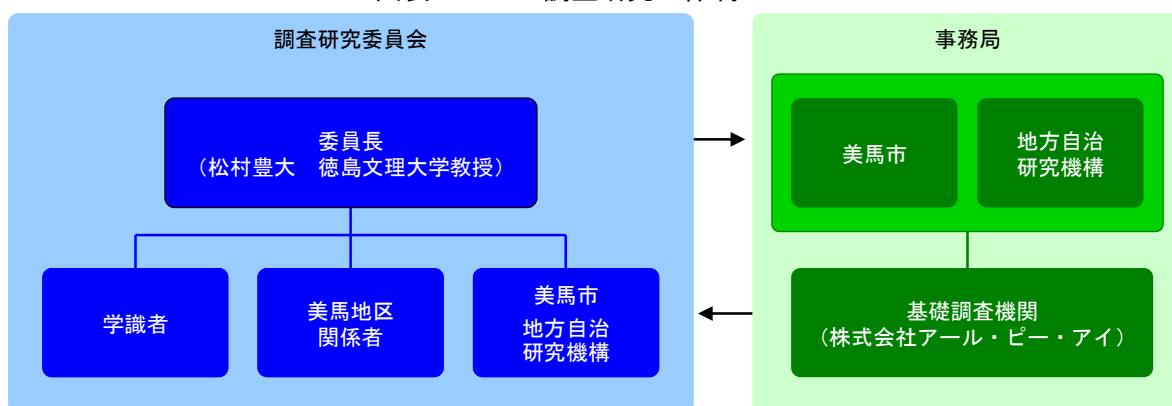 調査研究委員会
委員長
（松村豊大　徳島文理大学教授）
学識者
美馬地区
関係者
美馬市
地方自治
研究機構
事務局
美馬市
地方自治
研究機構
基礎調査機関
（株式会社アール・ピー・アイ）